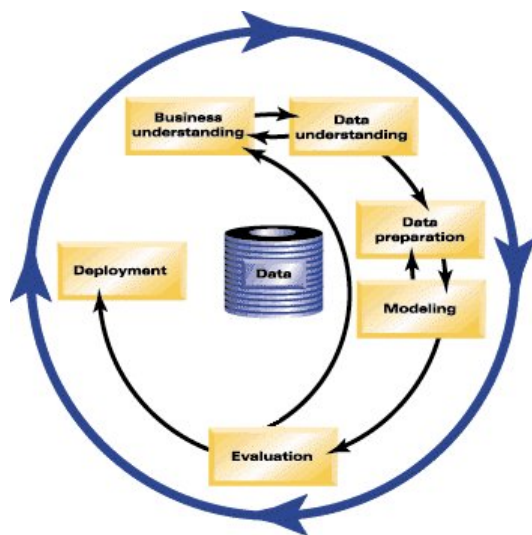 Business
understanding
Data
understanding
Data
preparation
Deployment
Data
Modeling
Evaluation